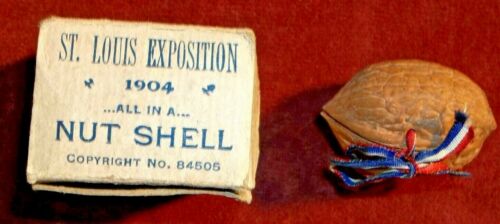 ST. LOUIS EXPOSITION
1904
...ALL IN A...
NUT SHELL
COPYRIGHT NO. 84505